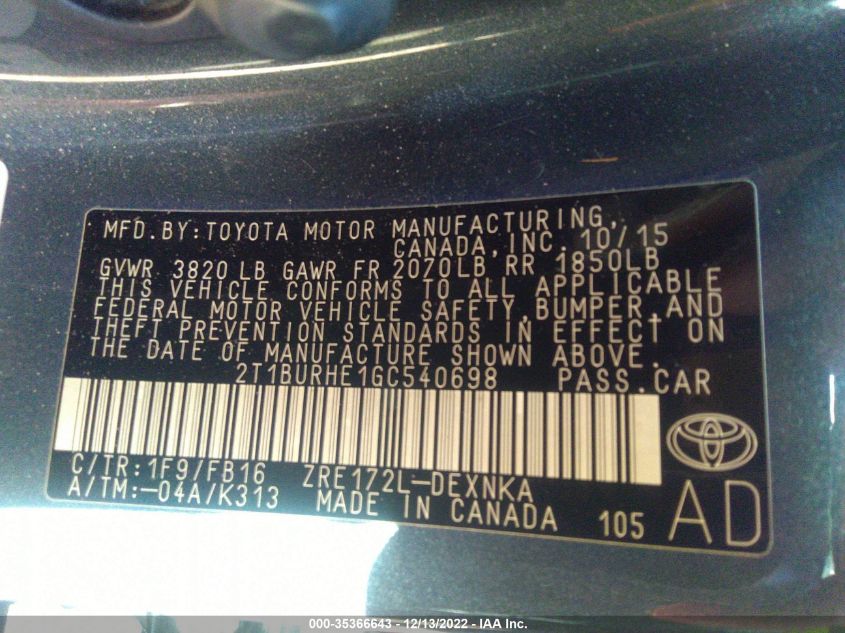 MFD.BY:TOYOTA MOTOR MANUFACTURING,
CANADA,INC. 10/15
GVWR 3820 LB GAWR FR 2070LB RR 1850LB
THIS VEHICLE CONFORMS TO ALL APPLICABLE
FEDERAL MOTOR VEHICLE SAFETY,BUMPER,AND
THEFT PREVENTION STANDARDS IN EFFECT ON
THE DATE OF MANUFACTURE SHOWN ABOVE.
2T1BURHE1GC540698 PASS.CAR
C/TR:1F9/FB16 ZRE172L-DEXNKA
A/TM:-04A/K313 MADE IN CANADA 105 AD
000-35366643 - 12/13/2022 - IAA Inc.